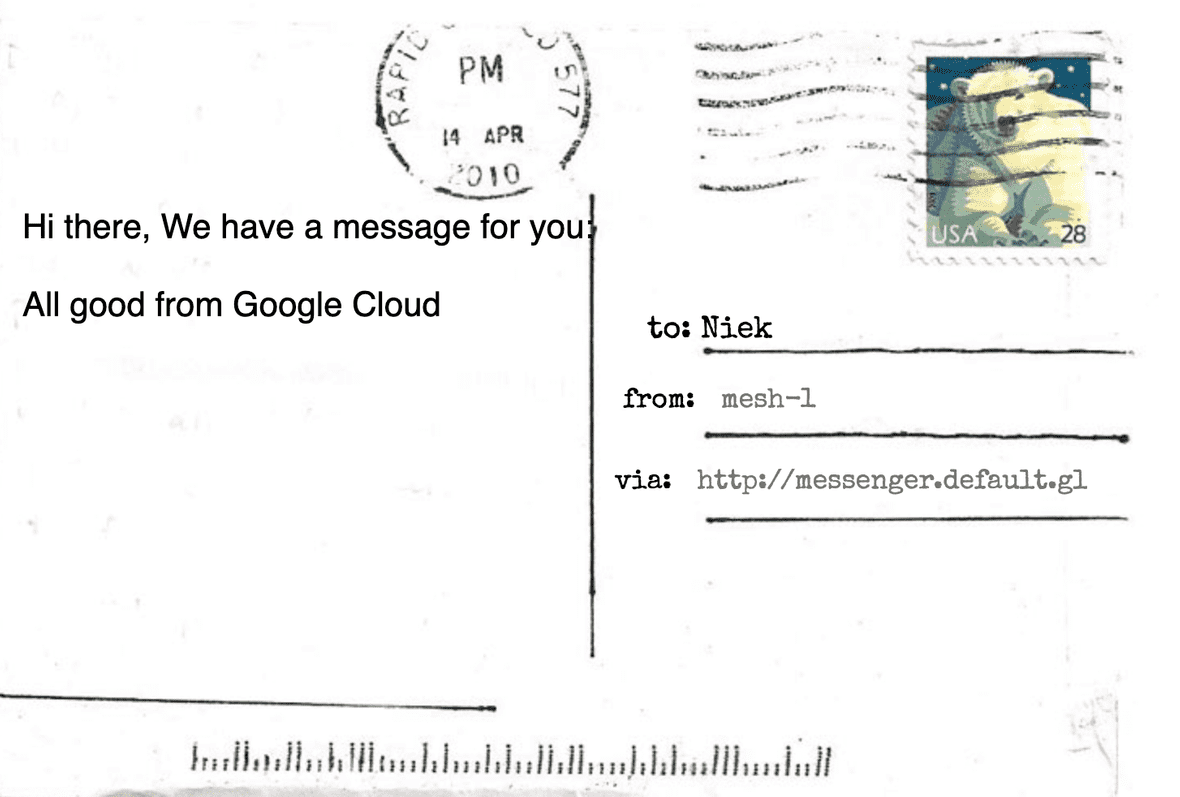 RAPID
577
PM
14 APR
2010
USA 28
Hi there, We have a message for you:
All good from Google Cloud
to: Niek
from: mesh-1
via: http://messenger.default.gl